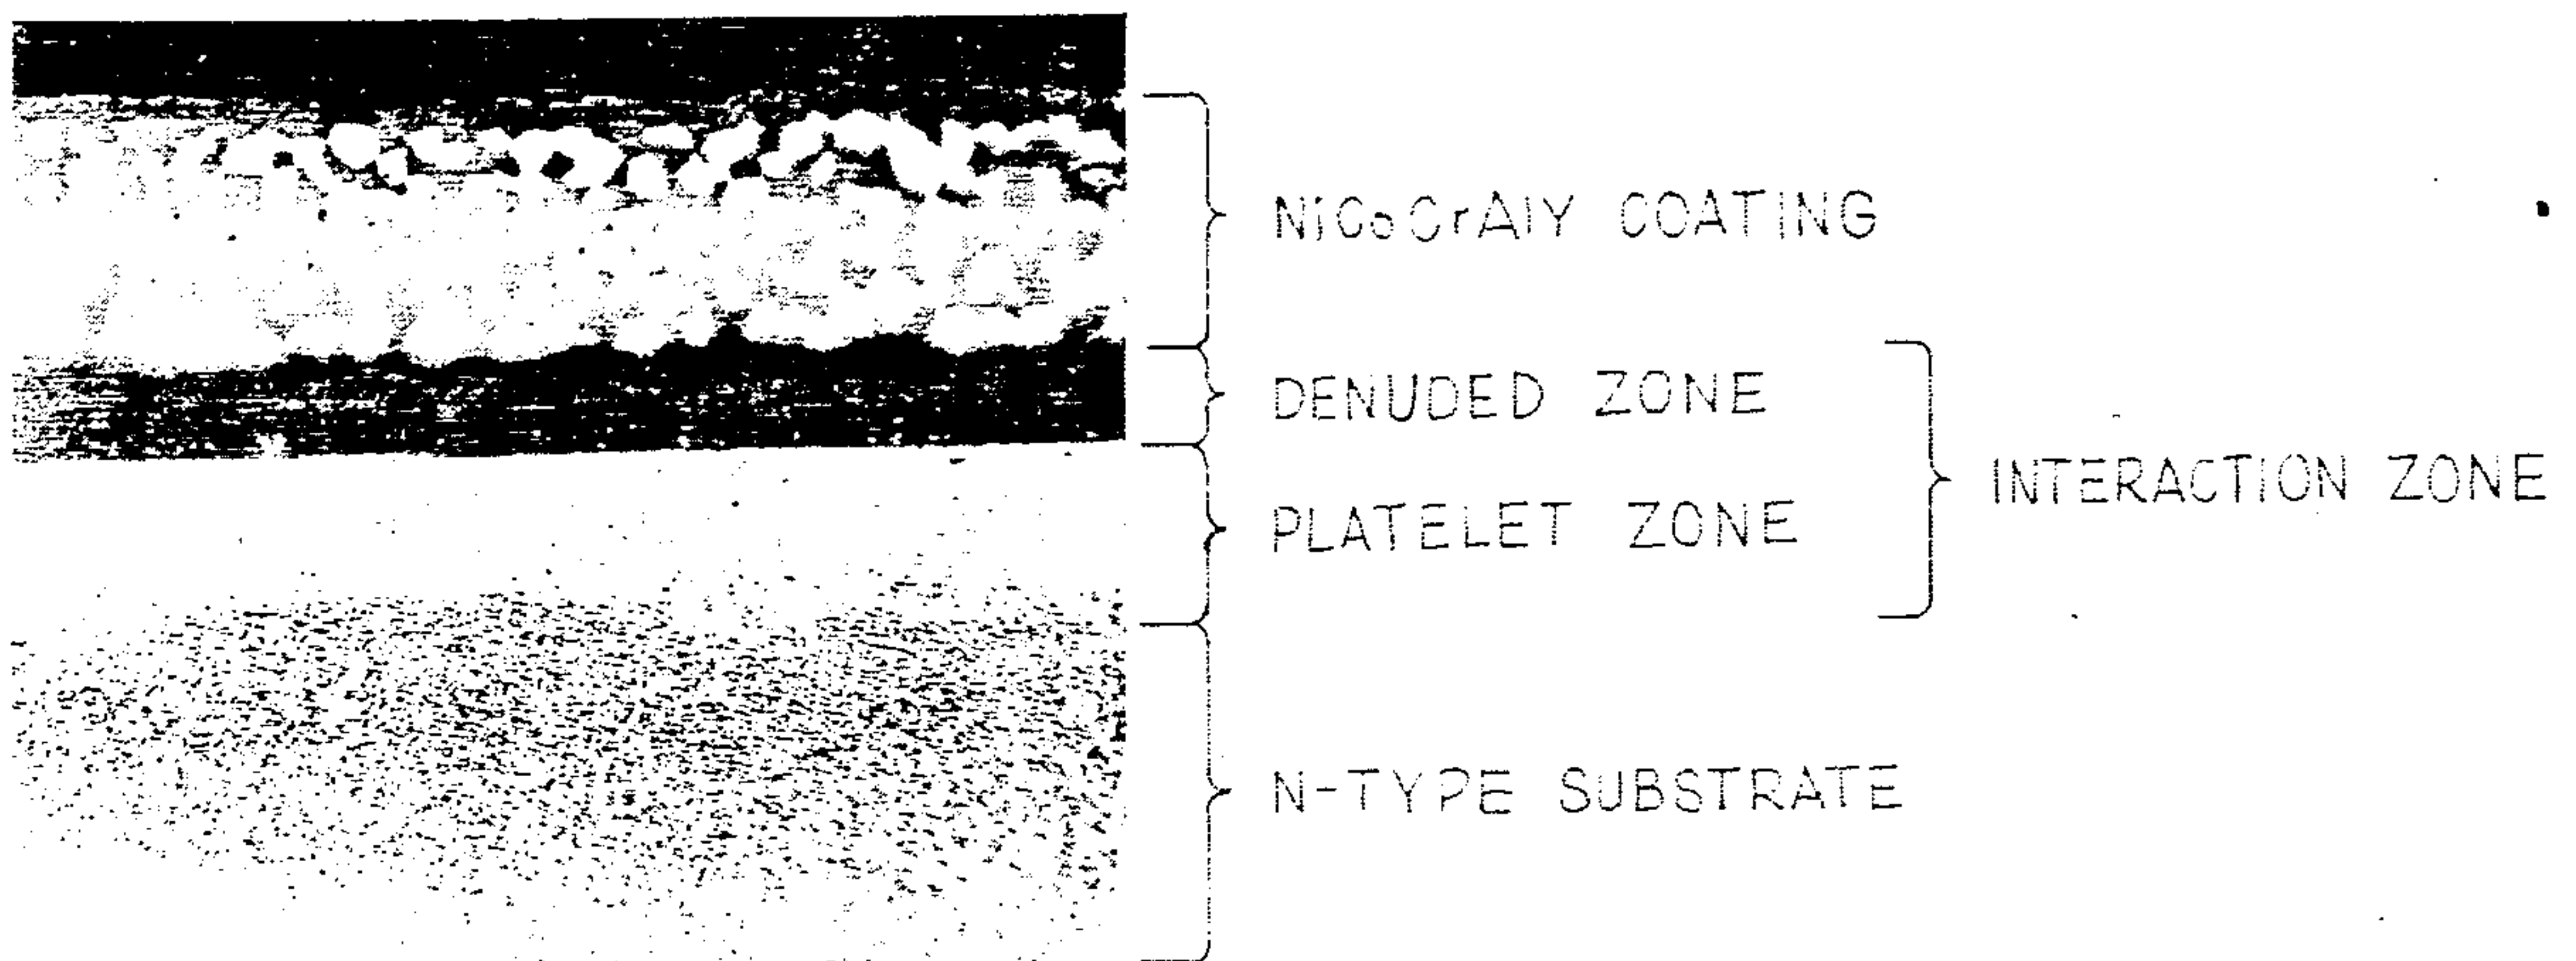 NiCoCrAlY COATING
DENUDED ZONE
PLATELET ZONE
INTERACTION ZONE
N-TYPE SUBSTRATE